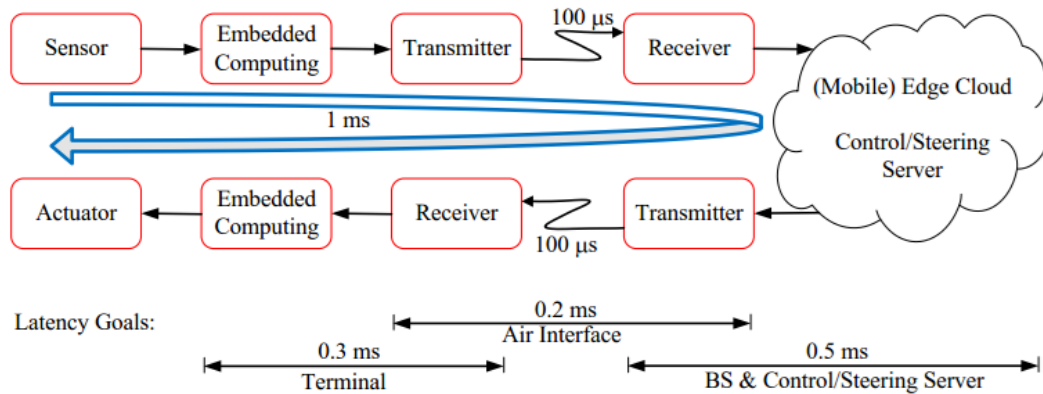 100 μs
Sensor
Embedded
Computing
Transmitter
Receiver
(Mobile) Edge Cloud
1 ms
Control/Steering
Server
Actuator
Embedded
Computing
Receiver
Transmitter
100 μs
Latency Goals:
0.2 ms
Air Interface
0.3 ms
Terminal
0.5 ms
BS & Control/Steering Server